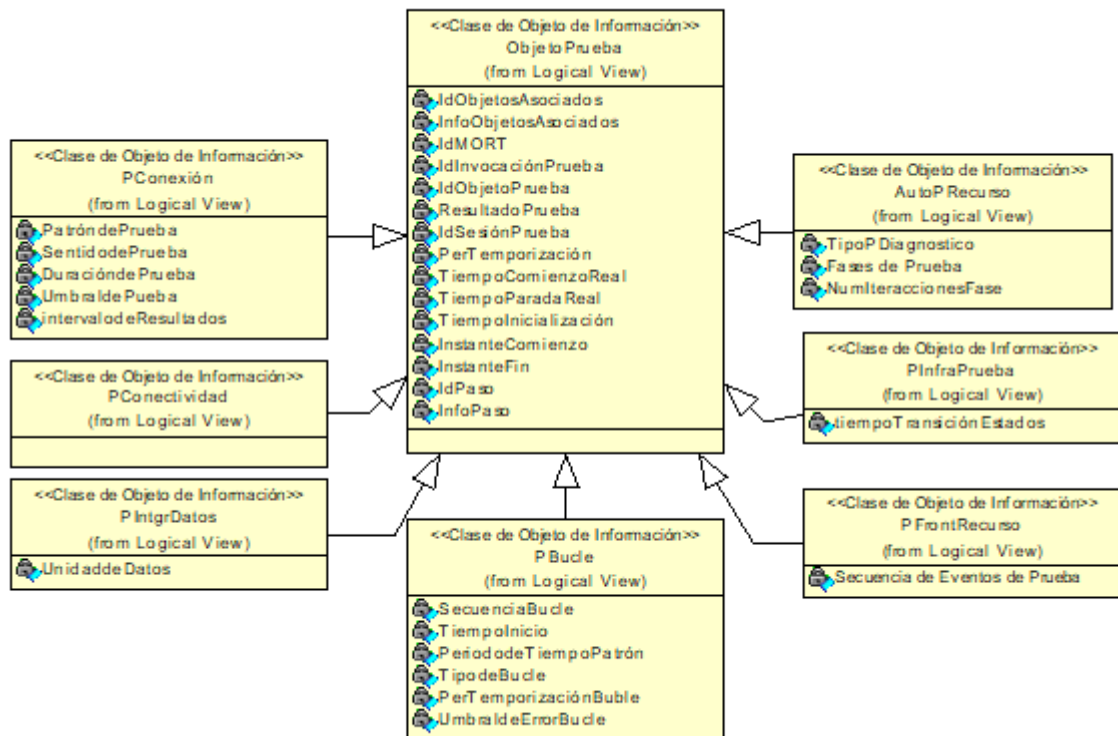 <<Clase de Objeto de Información>>
ObjetoPrueba
(from Logical View)
IdObjetosAsociados
InfoObjetosAsociados
IdMORT
IdInvocaciónPrueba
IdObjetoPrueba
ResultadoPrueba
IdSesiónPrueba
PerTemporización
TiempoComienzoReal
TiempoParadaReal
TiempoInicialización
InstanteComienzo
InstanteFin
IdPaso
InfoPaso
<<Clase de Objeto de Información>>
PConexión
(from Logical View)
PatróndePrueba
SentidodePrueba
DuracióndePrueba
UmbraldePueba
intervalodeResultados
<<Clase de Objeto de Información>>
PConectividad
(from Logical View)
<<Clase de Objeto de Información>>
PIntgrDatos
(from Logical View)
UnidaddeDatos
<<Clase de Objeto de Información>>
PBucle
(from Logical View)
SecuenciaBucle
TiempoInicio
PeriododeTiempoPatrón
TipodeBucle
PerTemporizaciónBuble
UmbraldeErrorBucle
<<Clase de Objeto de Información>>
AutoPRecurso
(from Logical View)
TipoPDiagnostico
Fases de Prueba
NumIteraccionesFase
<<Clase de Objeto de Información>>
PInfraPrueba
(from Logical View)
tiempoTransiciónEstados
<<Clase de Objeto de Información>>
PFrontRecurso
(from Logical View)
Secuencia de Eventos de Prueba